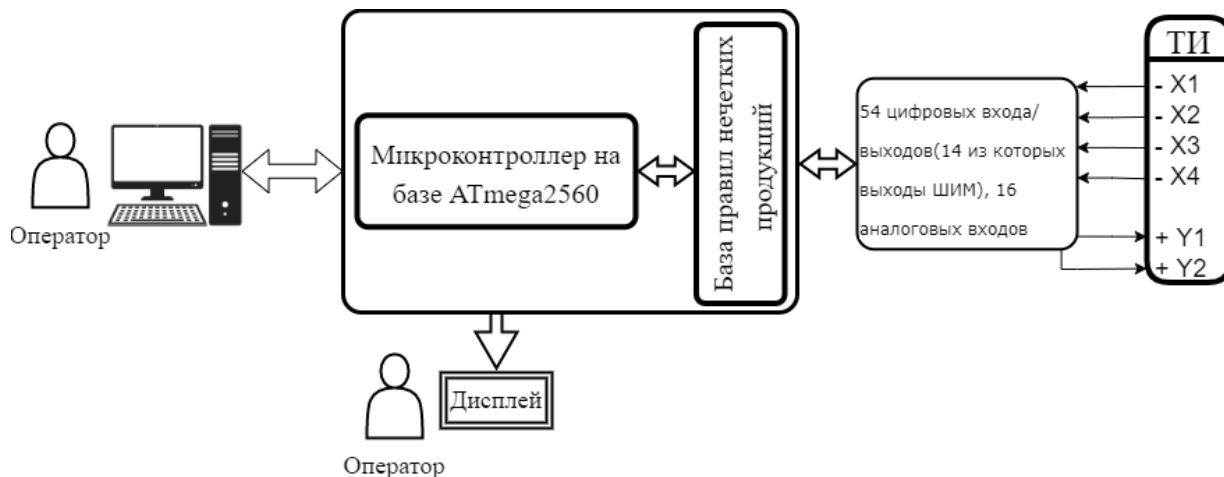 Оператор
Микроконтроллер на
базе ATmega2560
База правил нечетких
продукций
54 цифровых входа/
выходов(14 из которых
выходы ШИМ), 16
аналоговых входов
ТИ
- X1
- X2
- X3
- X4
+ Y1
+ Y2
Дисплей
Оператор